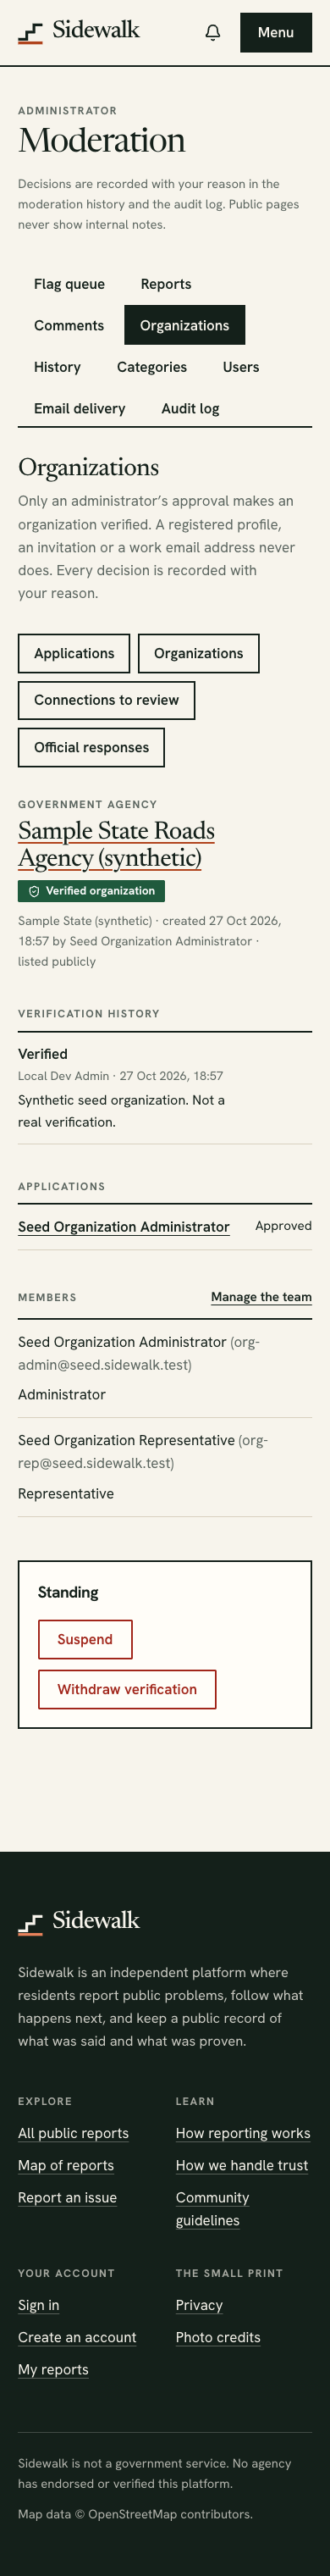 Sidewalk
Menu
ADMINISTRATOR
Moderation
Decisions are recorded with your reason in the
moderation history and the audit log. Public pages
never show internal notes.
Flag queue Reports
Comments Organizations
History Categories Users
Email delivery Audit log
Organizations
Only an administrator’s approval makes an
organization verified. A registered profile,
an invitation or a work email address never
does. Every decision is recorded with
your reason.
Applications Organizations
Connections to review
Official responses
GOVERNMENT AGENCY
Sample State Roads
Agency (synthetic)
Verified organization
Sample State (synthetic) · created 27 Oct 2026,
18:57 by Seed Organization Administrator ·
listed publicly
VERIFICATION HISTORY
Verified
Local Dev Admin · 27 Oct 2026, 18:57
Synthetic seed organization. Not a
real verification.
APPLICATIONS
Seed Organization Administrator Approved
MEMBERS Manage the team
Seed Organization Administrator (org-
admin@seed.sidewalk.test)
Administrator
Seed Organization Representative (org-
rep@seed.sidewalk.test)
Representative
Standing
Suspend
Withdraw verification
Sidewalk
Sidewalk is an independent platform where
residents report public problems, follow what
happens next, and keep a public record of
what was said and what was proven.
EXPLORE
All public reports
Map of reports
Report an issue
LEARN
How reporting works
How we handle trust
Community
guidelines
YOUR ACCOUNT
Sign in
Create an account
My reports
THE SMALL PRINT
Privacy
Photo credits
Sidewalk is not a government service. No agency
has endorsed or verified this platform.
Map data © OpenStreetMap contributors.